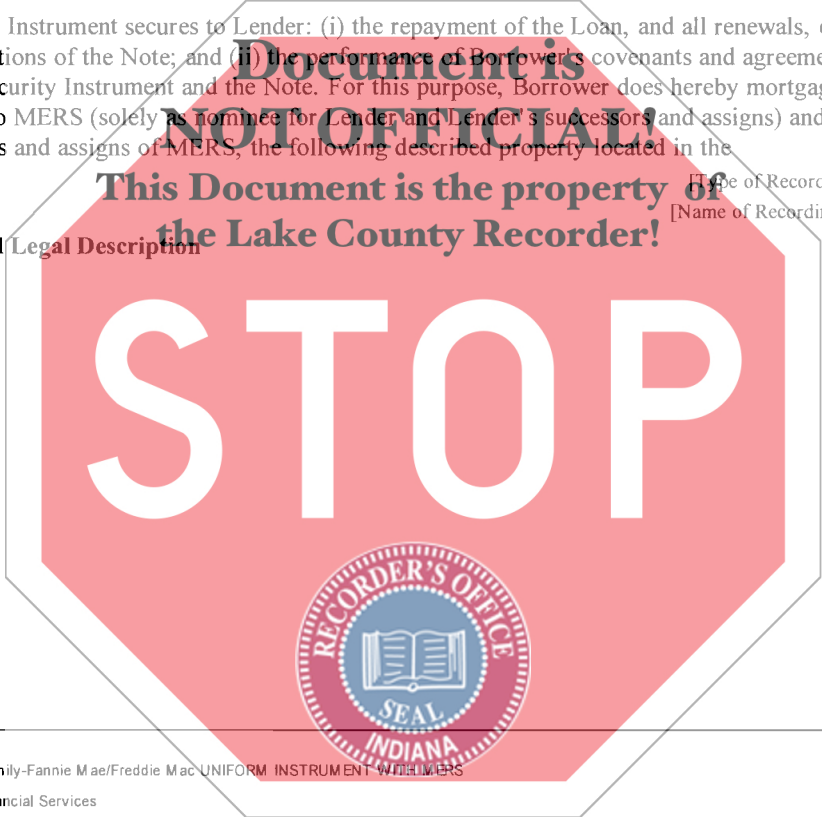 Instrument secures to Lender: (i) the repayment of the Loan, and all renewals,
tions of the Note; and (ii) the performance of Borrower's covenants and agreeme
curity Instrument and the Note. For this purpose, Borrower does hereby mortgag
o MERS (solely as nominee for Lender and Lender's successors and assigns) and
s and assigns of MERS, the following described property located in the
[Type of Record
[Name of Recordin
l Legal Description
Document is
NOT OFFICIAL!
This Document is the property of
the Lake County Recorder!
STOP
RECORDER'S OFFICE
SEAL
INDIANA
nily-Fannie Mae/Freddie Mac UNIFORM INSTRUMENT WITH MERS
ancial Services